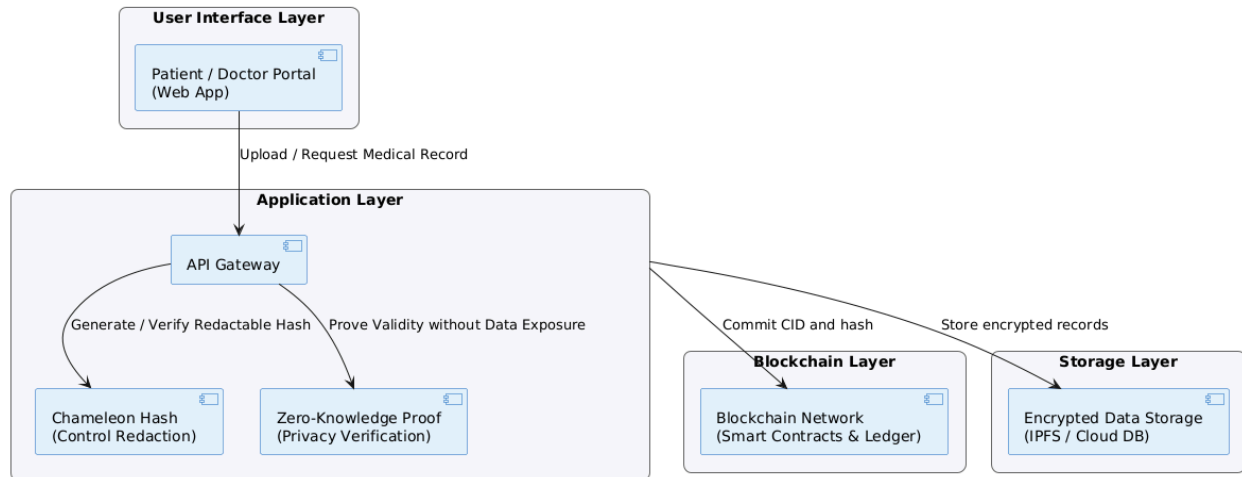 User Interface Layer
Patient / Doctor Portal
(Web App)
Upload / Request Medical Record
Application Layer
API Gateway
Generate / Verify Redactable Hash
Prove Validity without Data Exposure
Commit CID and hash
Store encrypted records
Chameleon Hash
(Control Redaction)
Zero-Knowledge Proof
(Privacy Verification)
Blockchain Layer
Blockchain Network
(Smart Contracts & Ledger)
Storage Layer
Encrypted Data Storage
(IPFS / Cloud DB)